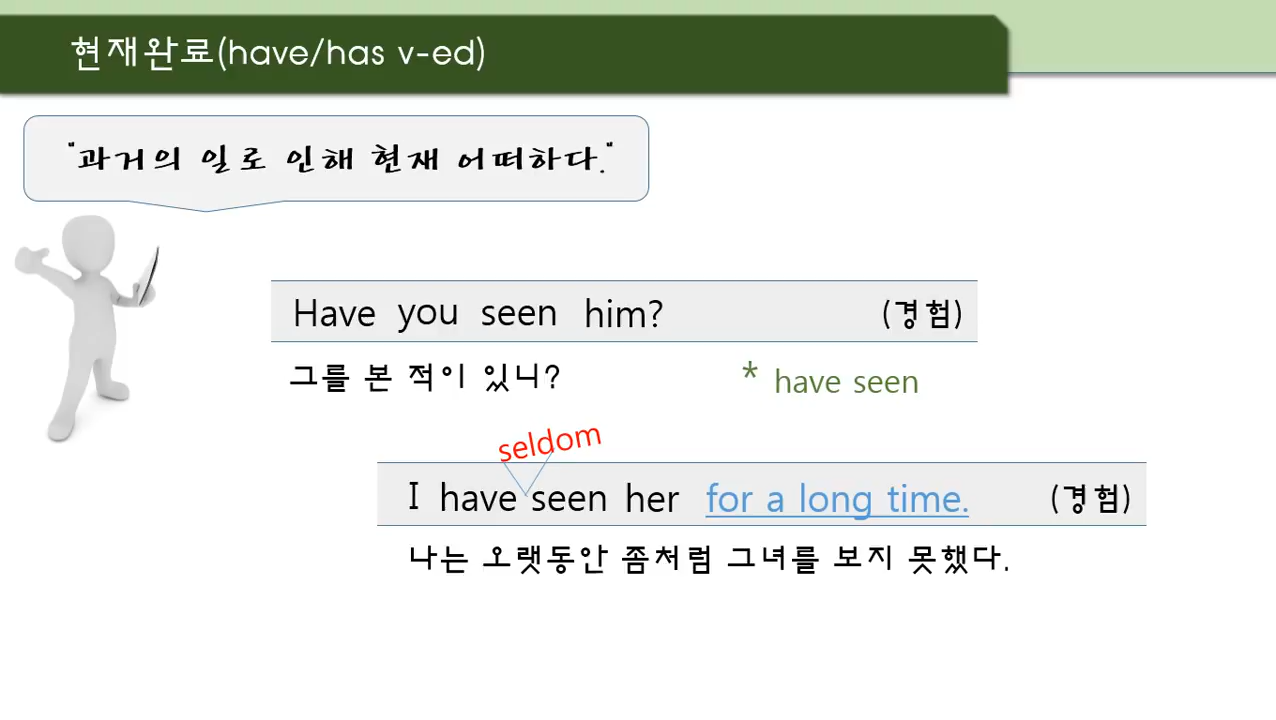 현재완료(have/has v-ed)
"과거의 일로 인해 현재 어떠하다."
Have you seen him? (경험)
그를 본 적이 있니? * have seen
seldom
I have seen her for a long time. (경험)
나는 오랫동안 좀처럼 그녀를 보지 못했다.